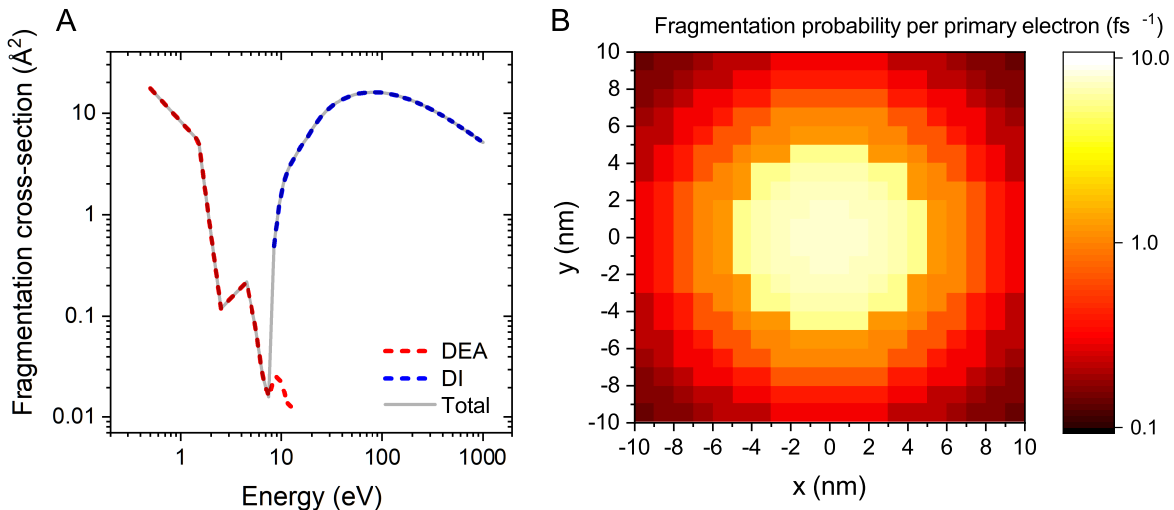 A
Fragmentation cross-section (Å²)
10
1
0.1
0.01
1
10
100
1000
Energy (eV)
DEA
DI
Total
B
Fragmentation probability per primary electron (fs ⁻¹)
y (nm)
10
8
6
4
2
0
-2
-4
-6
-8
-10
-10 -8 -6 -4 -2 0 2 4 6 8 10
x (nm)
10.0
1.0
0.1